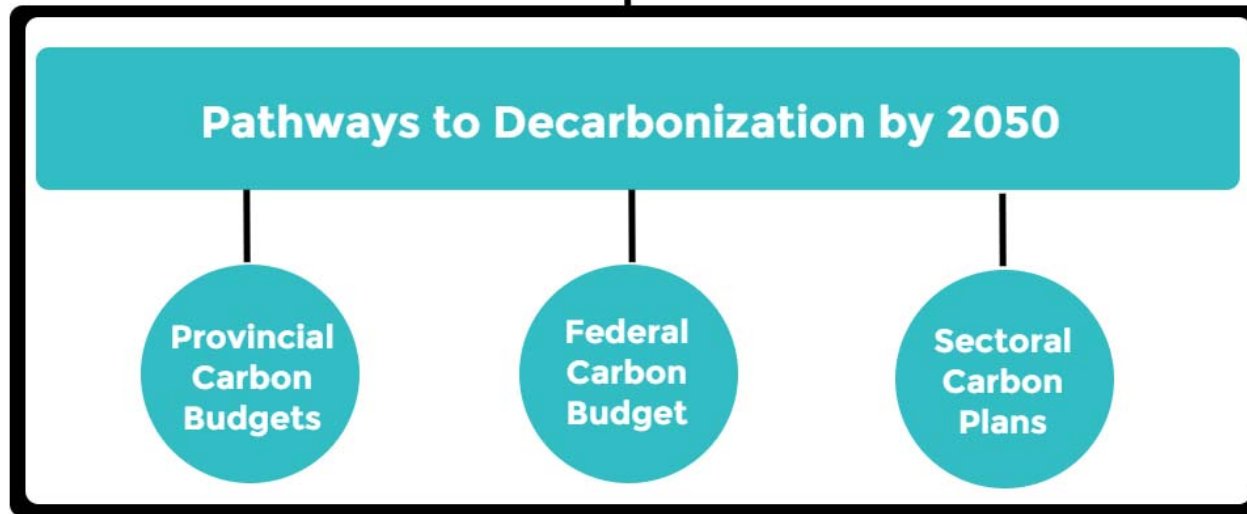 Pathways to Decarbonization by 2050
Provincial
Carbon
Budgets
Federal
Carbon
Budget
Sectoral
Carbon
Plans